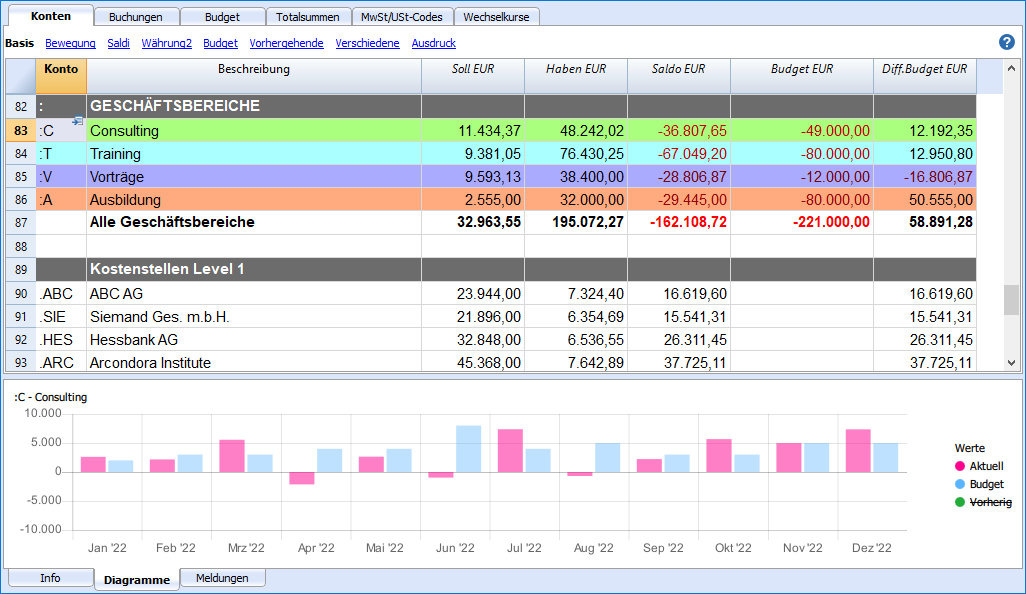 Konten Buchungen Budget Totalsummen MwSt/USt-Codes Wechselkurse
Basis Bewegung Saldi Währung2 Budget Vorhergehende Verschiedene Ausdruck ?
Konto Beschreibung Soll EUR Haben EUR Saldo EUR Budget EUR Diff.Budget EUR
82 : GESCHÄFTSBEREICHE
83 :C Consulting 11.434,37 48.242,02 -36.807,65 -49.000,00 12.192,35
84 :T Training 9.381,05 76.430,25 -67.049,20 -80.000,00 12.950,80
85 :V Vorträge 9.593,13 38.400,00 -28.806,87 -12.000,00 -16.806,87
86 :A Ausbildung 2.555,00 32.000,00 -29.445,00 -80.000,00 50.555,00
87 Alle Geschäftsbereiche 32.963,55 195.072,27 -162.108,72 -221.000,00 58.891,28
88
89 Kostenstellen Level 1
90 .ABC ABC AG 23.944,00 7.324,40 16.619,60 16.619,60
91 .SIE Siemand Ges. m.b.H. 21.896,00 6.354,69 15.541,31 15.541,31
92 .HES Hessbank AG 32.848,00 6.536,55 26.311,45 26.311,45
93 .ARC Arcondora Institute 45.368,00 7.642,89 37.725,11 37.725,11
:C - Consulting
10.000
5.000
0
-5.000
-10.000
Jan '22 Feb '22 Mrz '22 Apr '22 Mai '22 Jun '22 Jul '22 Aug '22 Sep '22 Okt '22 Nov '22 Dez '22
Werte
Aktuell
Budget
Vorherig
Info Diagramme Meldungen